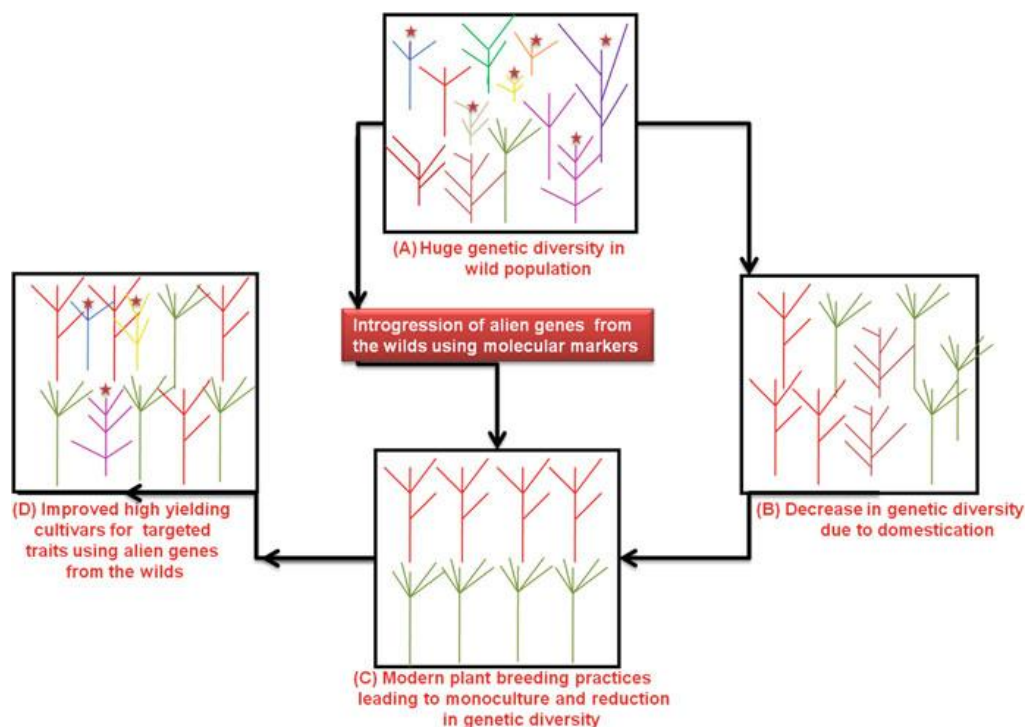 (A) Huge genetic diversity in
wild population
Introgression of alien genes from
the wilds using molecular markers
(B) Decrease in genetic diversity
due to domestication
(D) Improved high yielding
cultivars for targeted
traits using alien genes
from the wilds
(C) Modern plant breeding practices
leading to monoculture and reduction
in genetic diversity